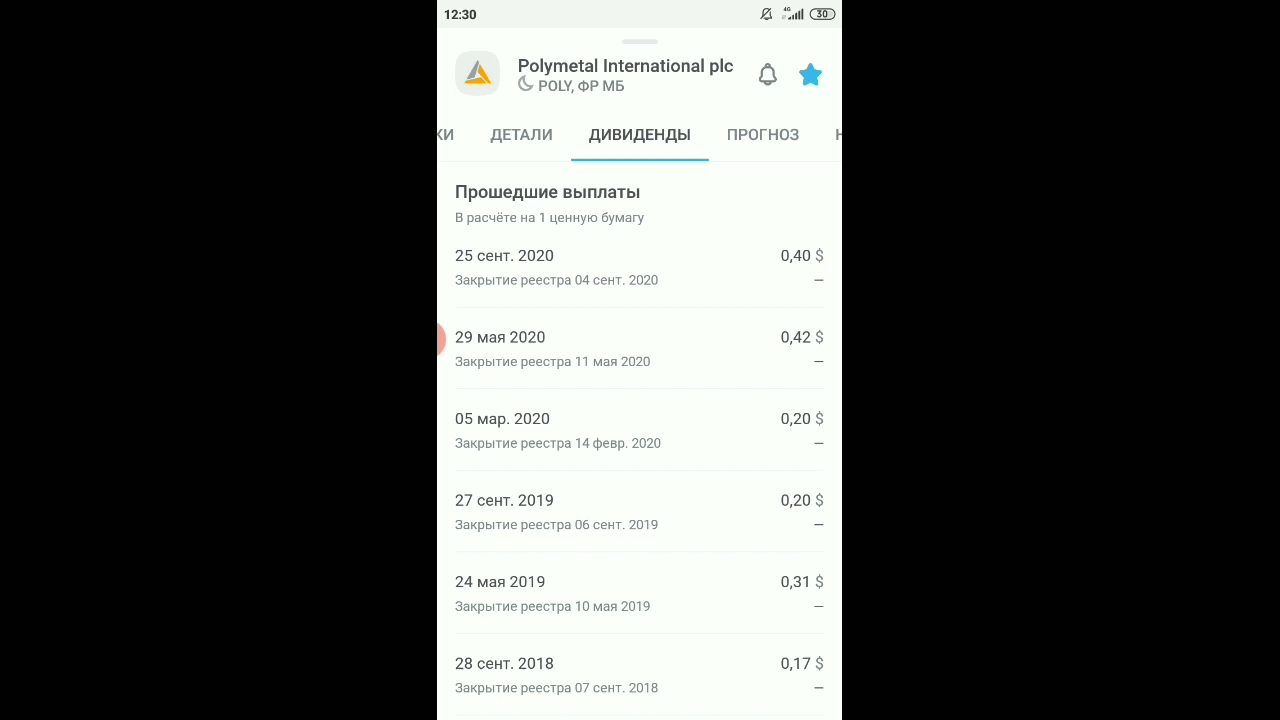 12:30
4G
30
Polymetal International plc
POLY, ФР МБ
КИ ДЕТАЛИ ДИВИДЕНДЫ ПРОГНОЗ Н
Прошедшие выплаты
В расчёте на 1 ценную бумагу
25 сент. 2020 0,40 $
Закрытие реестра 04 сент. 2020 –
29 мая 2020 0,42 $
Закрытие реестра 11 мая 2020 –
05 мар. 2020 0,20 $
Закрытие реестра 14 февр. 2020 –
27 сент. 2019 0,20 $
Закрытие реестра 06 сент. 2019 –
24 мая 2019 0,31 $
Закрытие реестра 10 мая 2019 –
28 сент. 2018 0,17 $
Закрытие реестра 07 сент. 2018 –